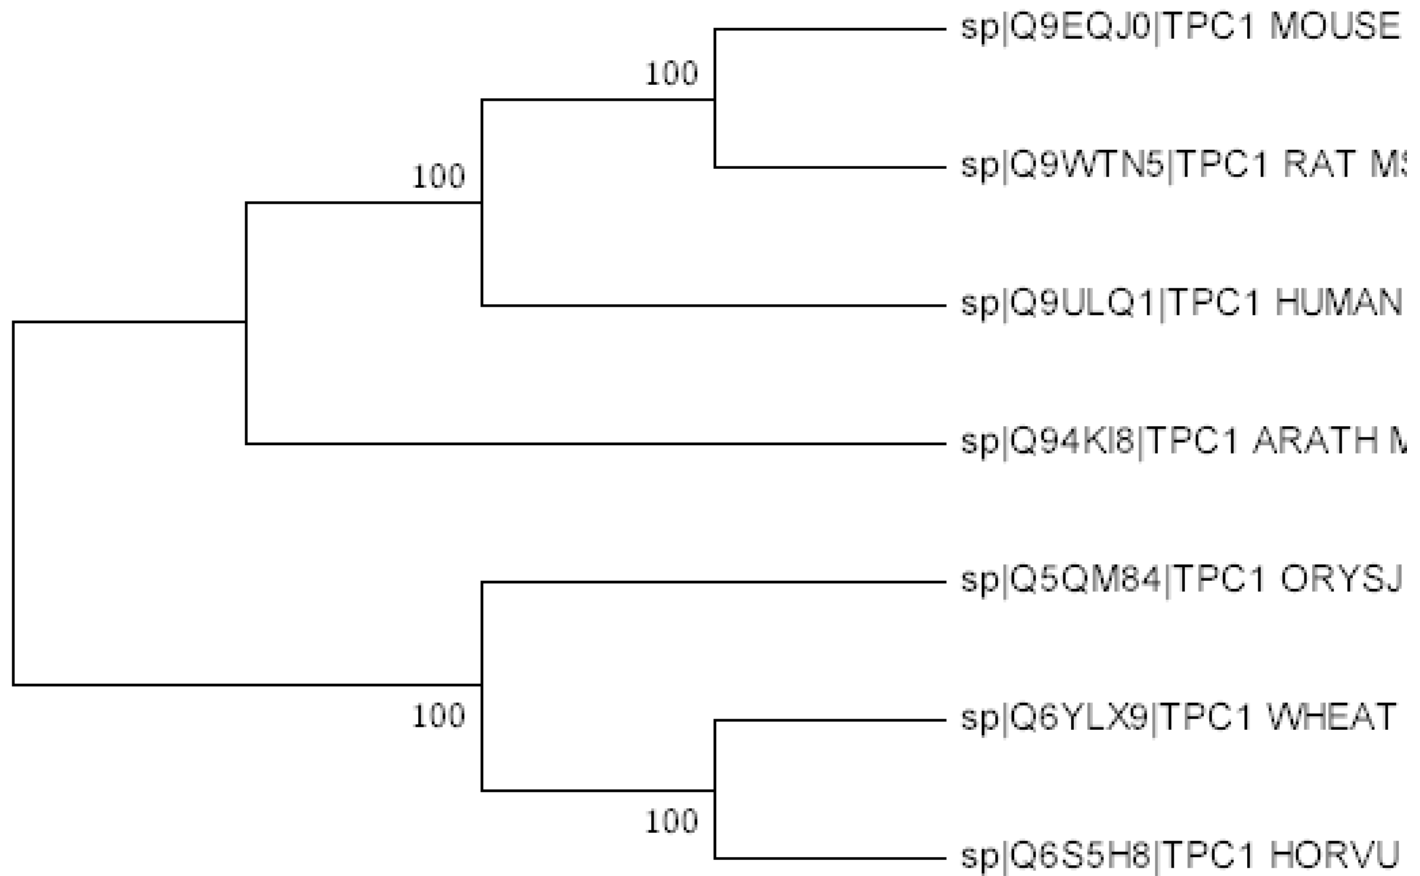 sp|Q9EQJ0|TPC1 MOUSE
100
sp|Q9WTN5|TPC1 RAT MS
100
sp|Q9ULQ1|TPC1 HUMAN
sp|Q94KI8|TPC1 ARATH M
sp|Q5QM84|TPC1 ORYSJ
100
sp|Q6YLX9|TPC1 WHEAT
100
sp|Q6S5H8|TPC1 HORVU